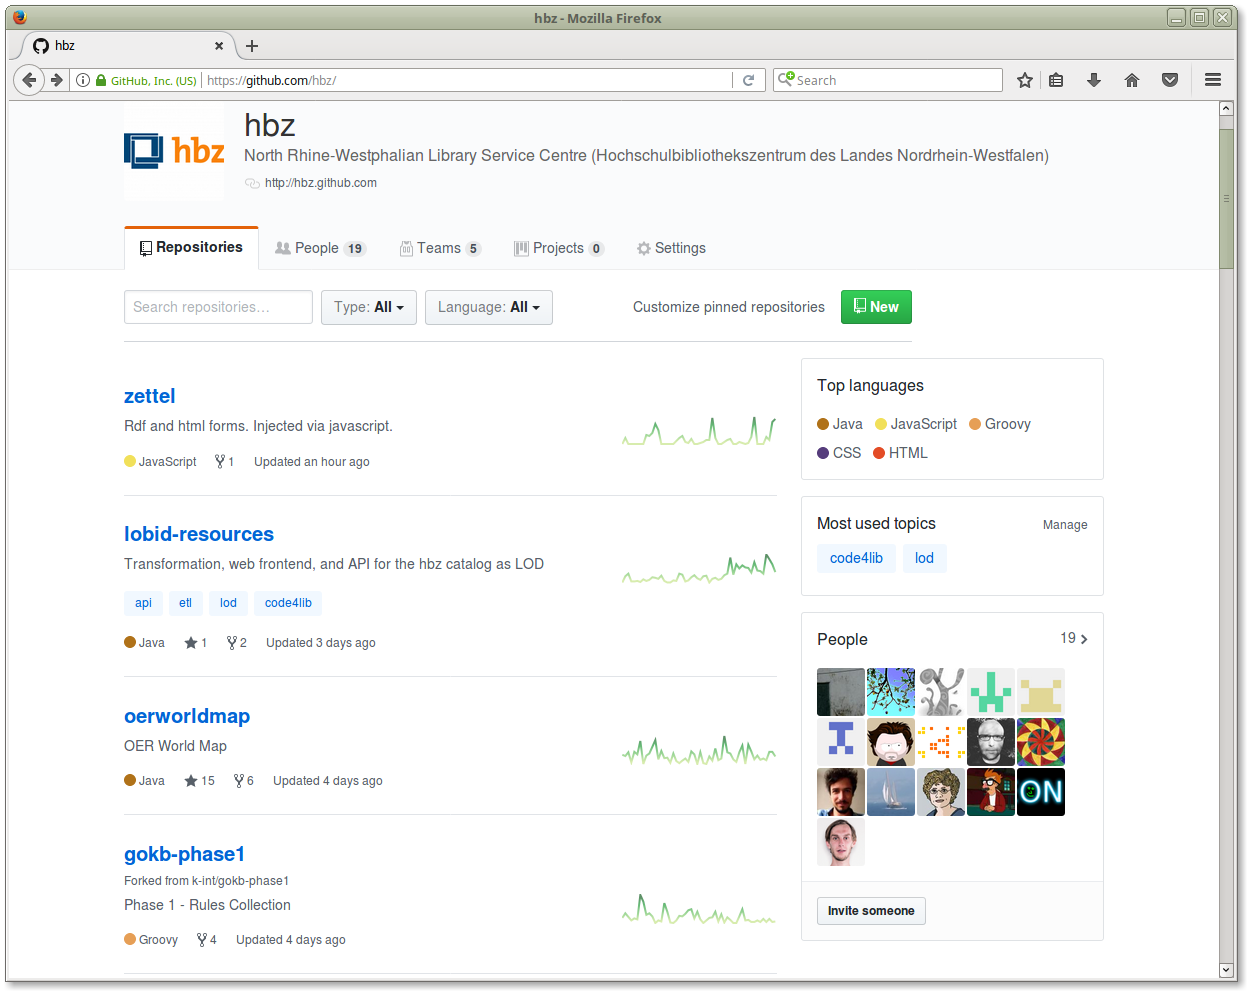 hbz - Mozilla Firefox
hbz
GitHub, Inc. (US) https://github.com/hbz/ Search
hbz
hbz
North Rhine-Westphalian Library Service Centre (Hochschulbibliothekszentrum des Landes Nordrhein-Westfalen)
http://hbz.github.com
Repositories People 19 Teams 5 Projects 0 Settings
Search repositories... Type: All Language: All Customize pinned repositories New
zettel
Rdf and html forms. Injected via javascript.
JavaScript 1 Updated an hour ago
lobid-resources
Transformation, web frontend, and API for the hbz catalog as LOD
api etl lod code4lib
Java 1 2 Updated 3 days ago
oerworldmap
OER World Map
Java 15 6 Updated 4 days ago
gokb-phase1
Forked from k-int/gokb-phase1
Phase 1 - Rules Collection
Groovy 4 Updated 4 days ago
Top languages
Java JavaScript Groovy
CSS HTML
Most used topics Manage
code4lib lod
People 19
ON
Invite someone